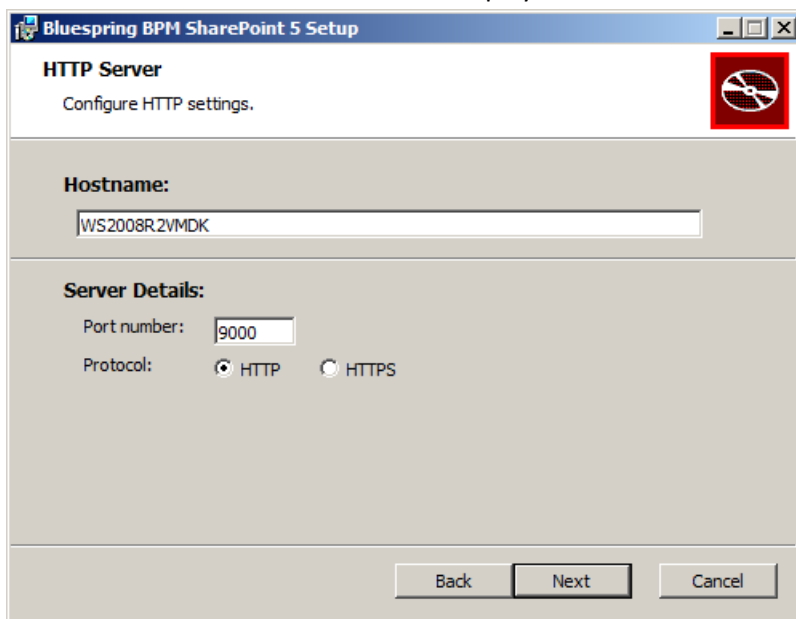 Bluespring BPM SharePoint 5 Setup
HTTP Server
Configure HTTP settings.
Hostname:
WS2008R2VMDK
Server Details:
Port number: 9000
Protocol: HTTP HTTPS
Back Next Cancel